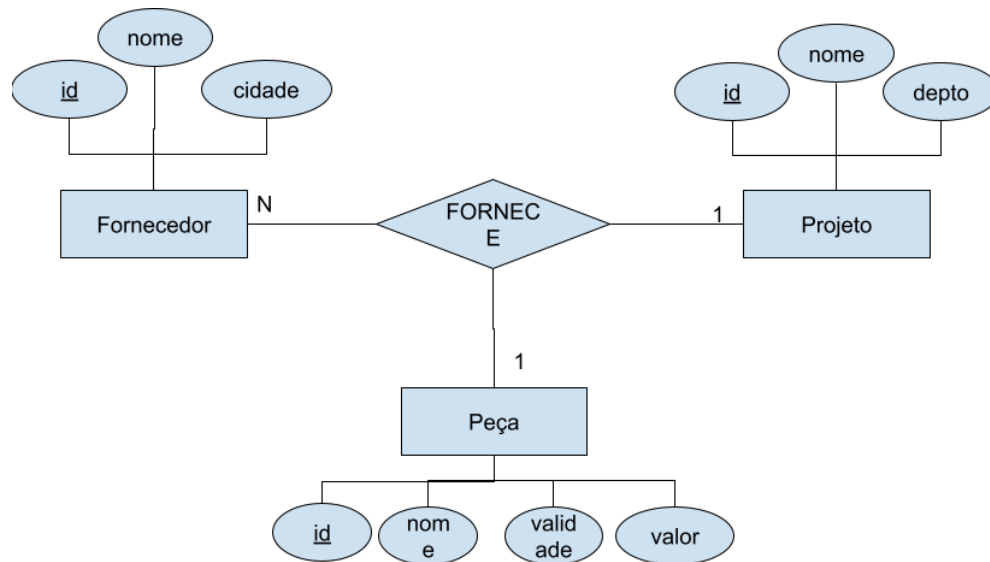 nome
id
cidade
nome
id
depto
Fornecedor
N
FORNEC
E
1
Projeto
1
Peça
id
nom
e
valid
ade
valor